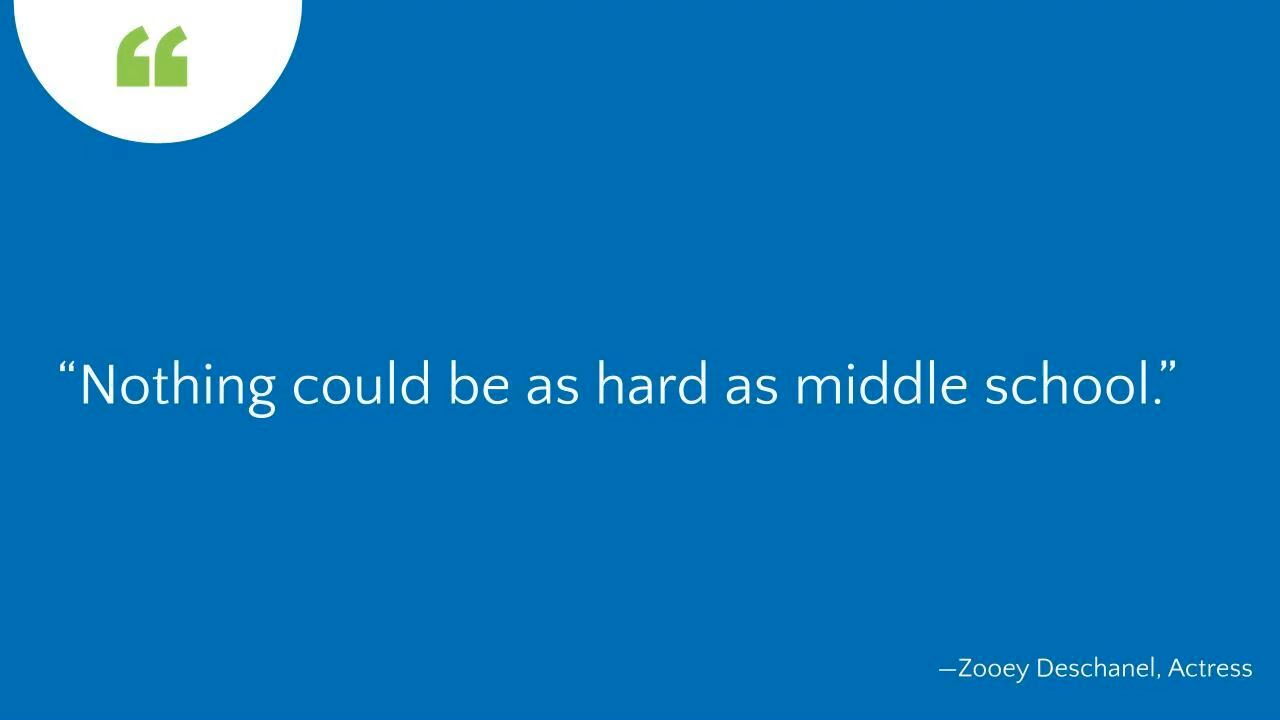 “Nothing could be as hard as middle school.”
—Zooey Deschanel, Actress